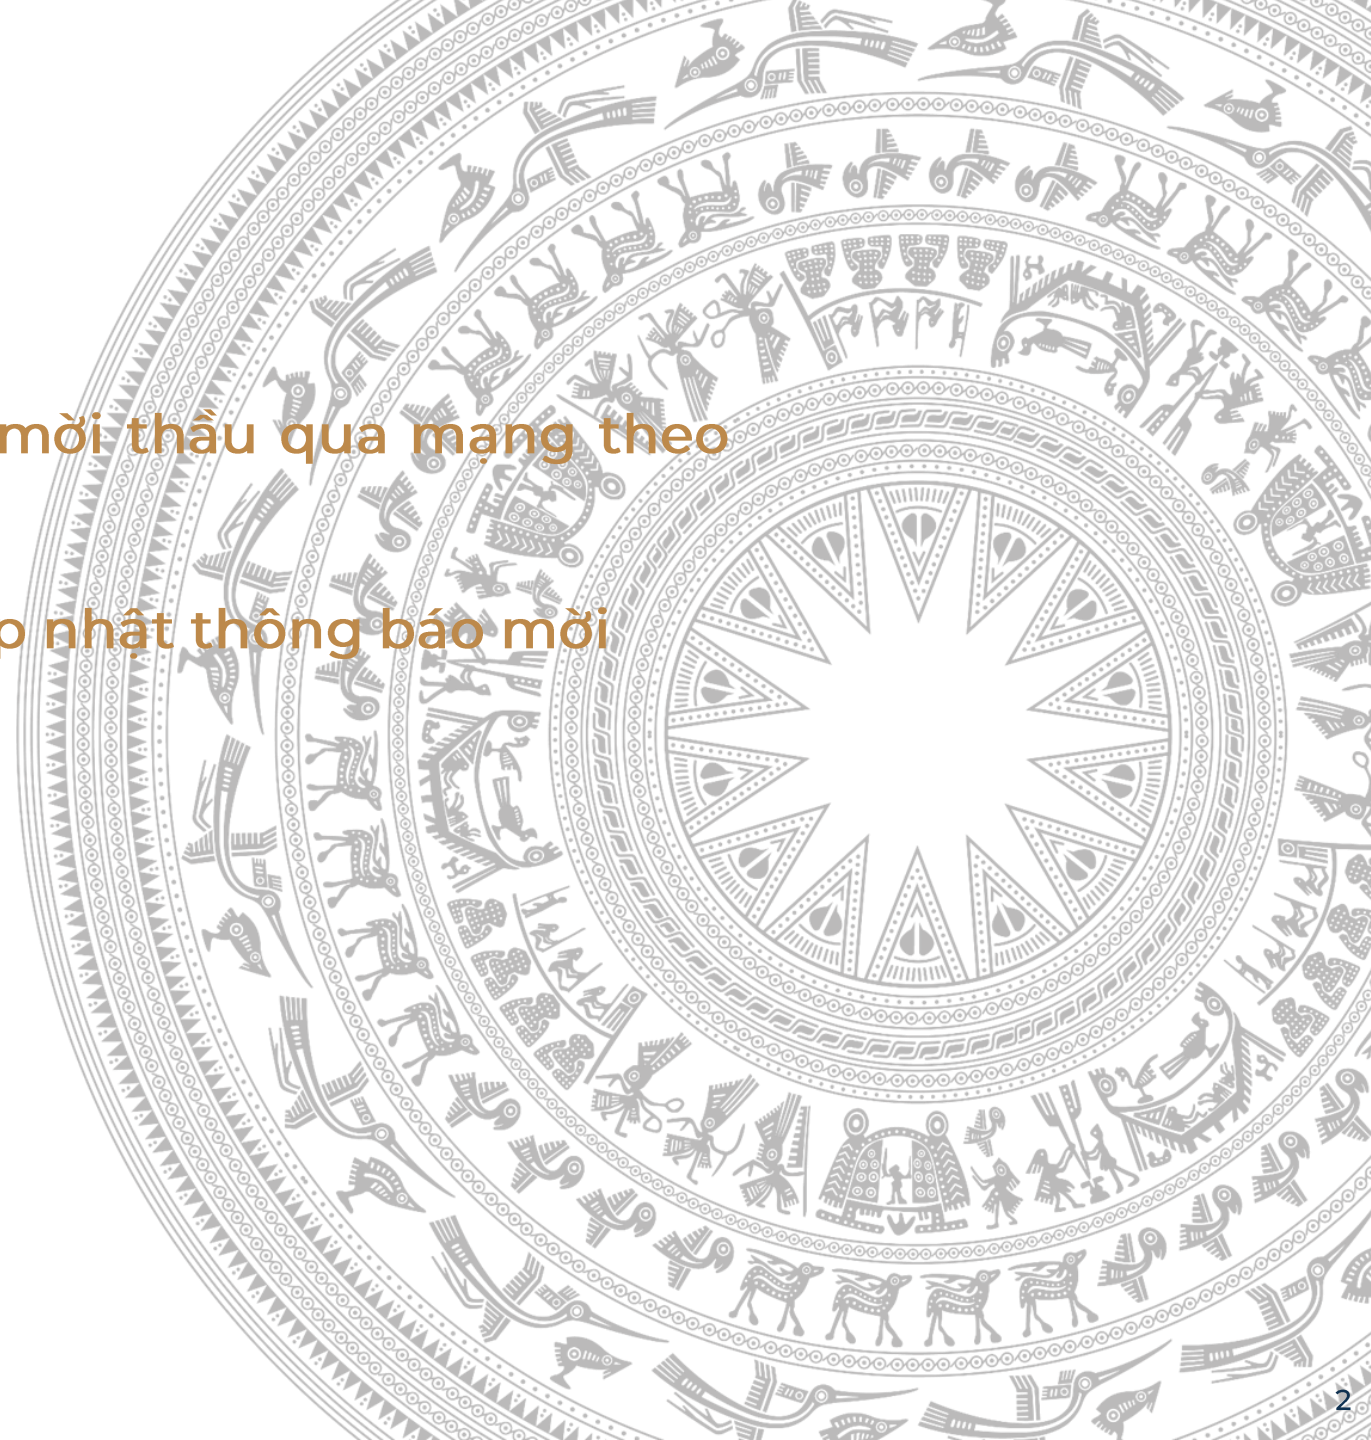 mời thầu qua mạng theo
nhật thông báo mời
2